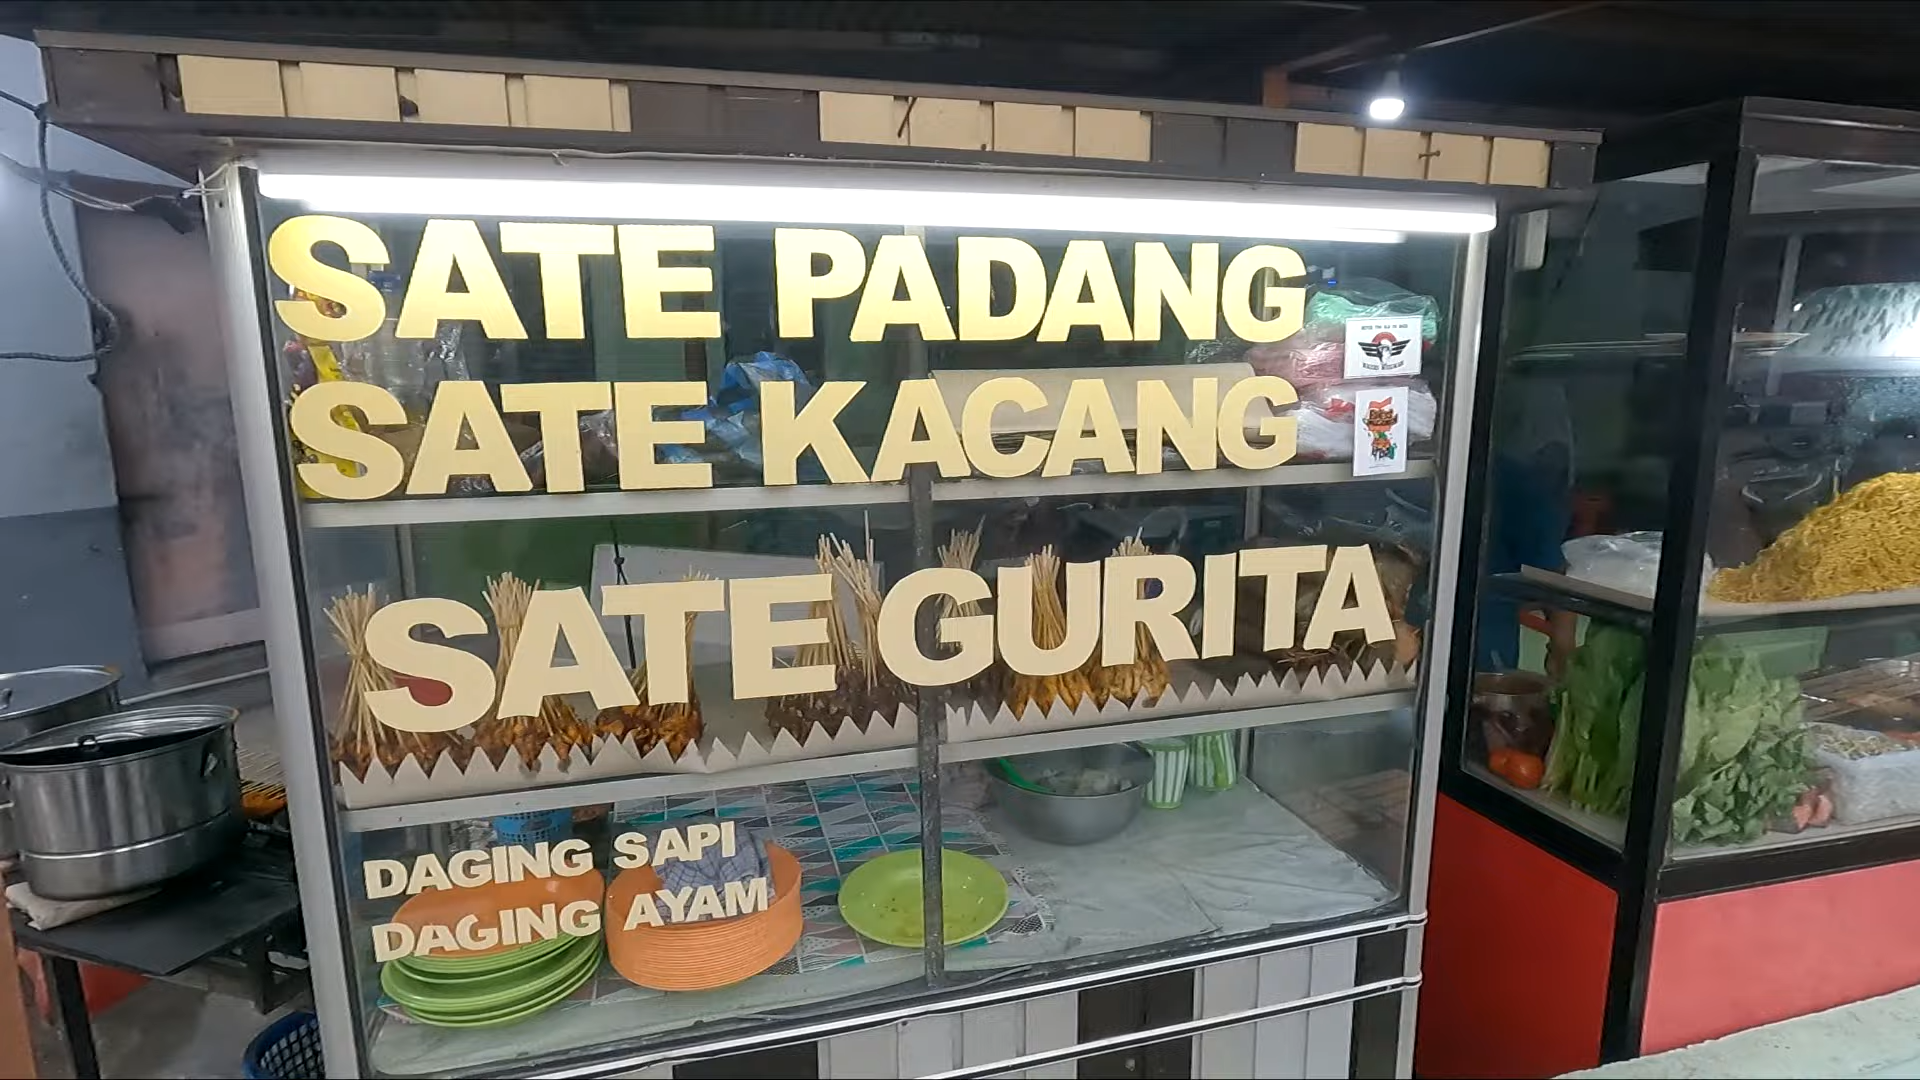 SATE PADANG
SATE KACANG
SATE GURITA
DAGING SAPI
DAGING AYAM